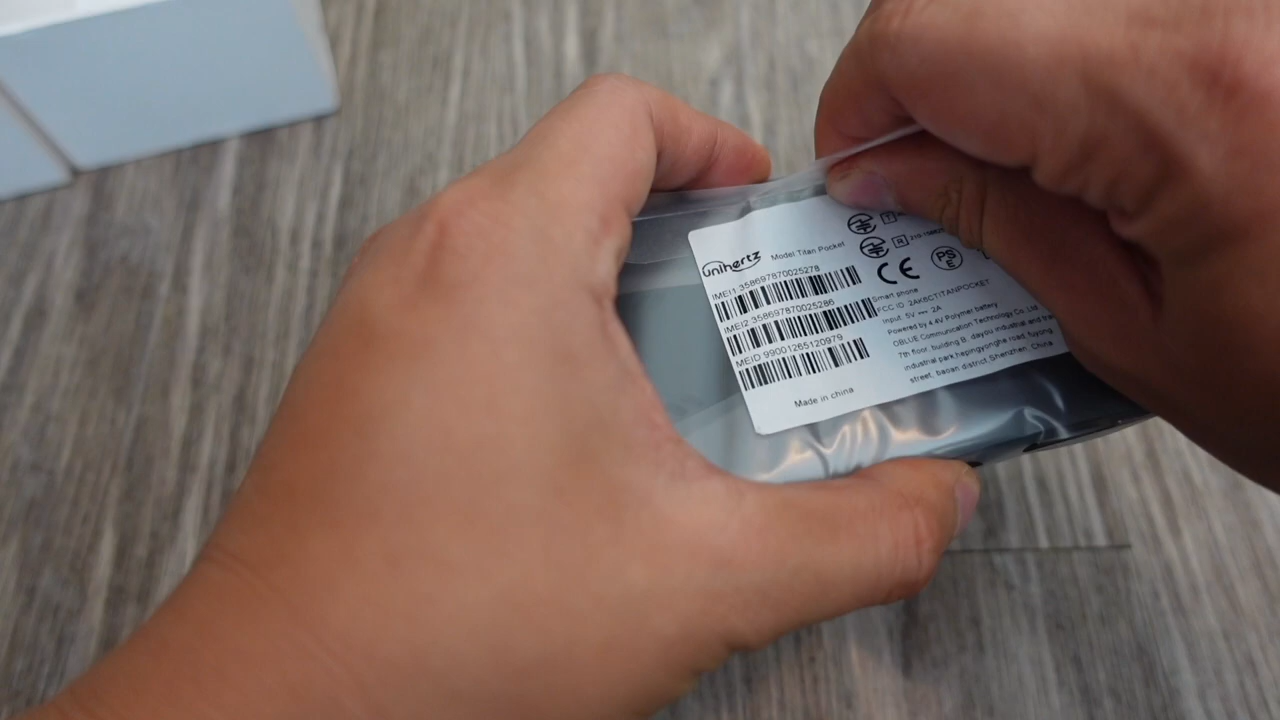 unihertz Model Titan Pocket
IMEI1 358697870025278
IMEI2 358697870025286
MEID 99001265120979
Made in china
T
R
CE
PS E
Smart phone
FCC ID 2AK6CTITANPOCKET
Input: 5V 2A
Powered by 4.4V Polymer battery
OBLUE Communication Technology Co.,Ltd
7th floor, building B, dayou industrial and
industrial park,hepingyonghe road, fuyong
street, baoan district, Shenzhen, China